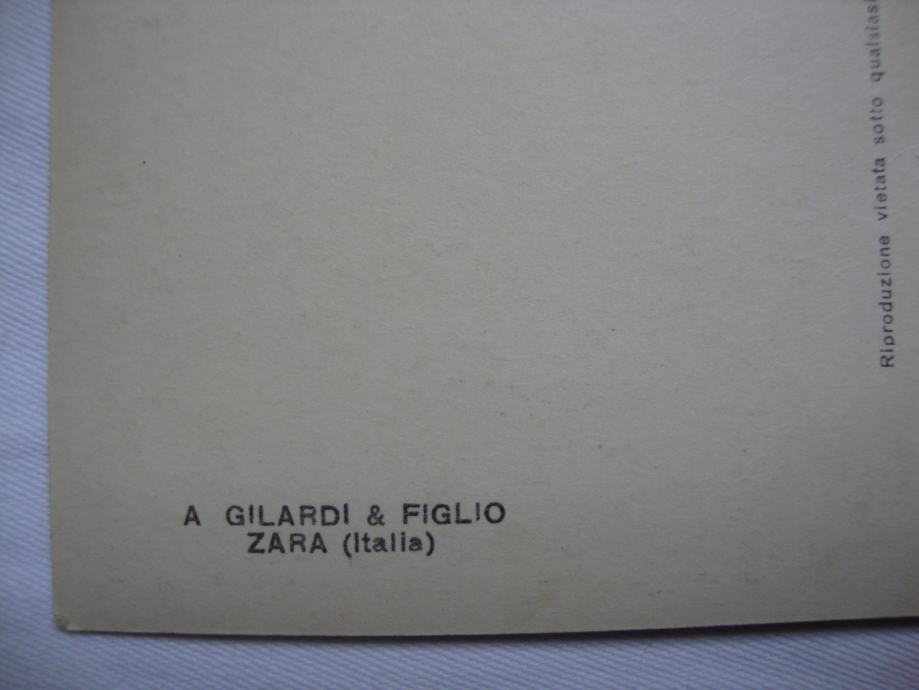 A GILARDI & FIGLIO
ZARA (Italia)
Riproduzione vietata sotto